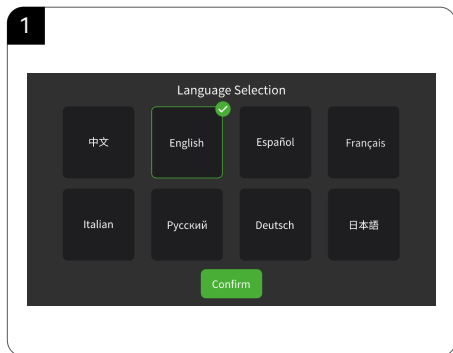 1
Language Selection
中文
English
Español
Français
Italian
Русский
Deutsch
日本語
Confirm